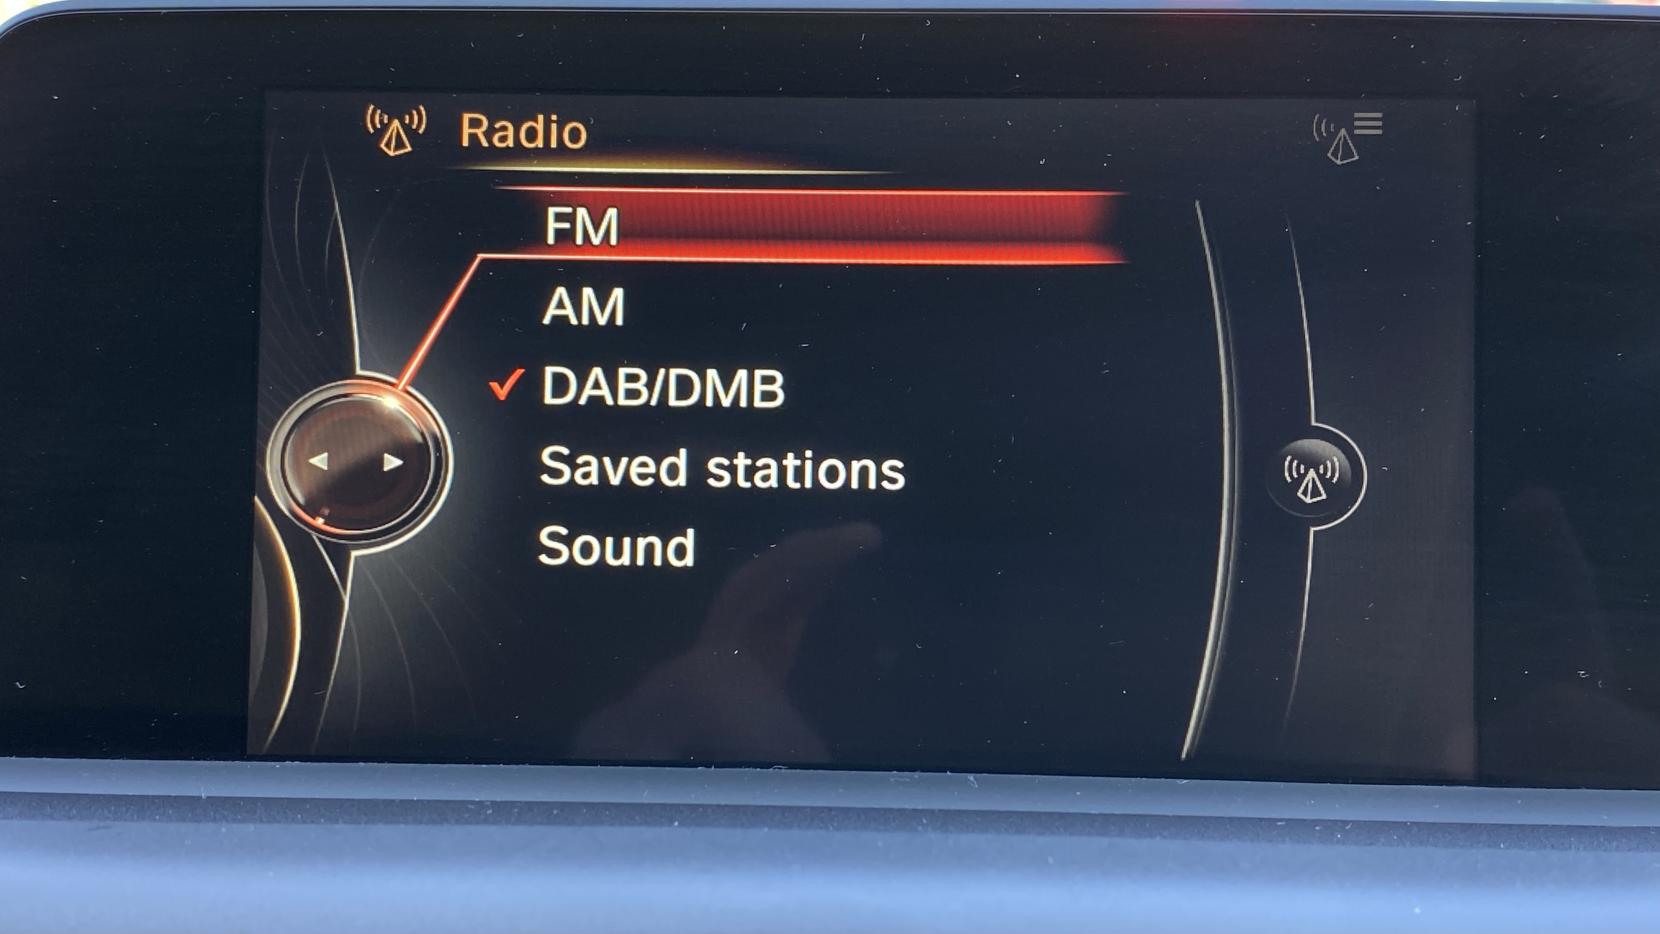 Radio
FM
AM
DAB/DMB
Saved stations
Sound